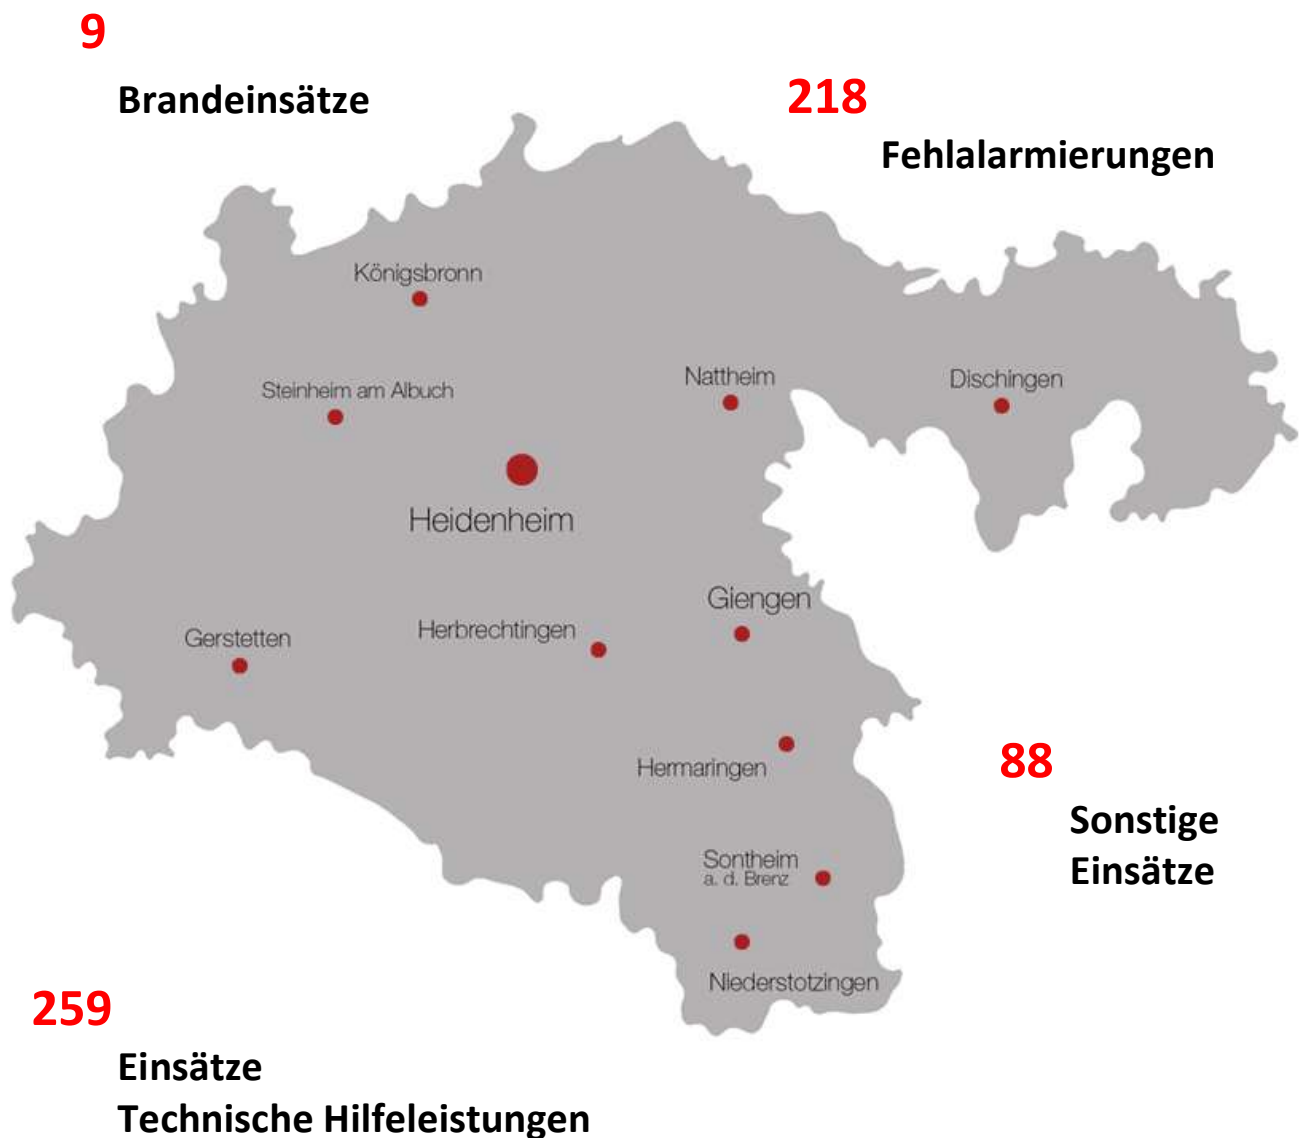 9
Brandeinsätze
218
Fehlalarmierungen
Königsbronn
Steinheim am Albuch
Nattheim
Dischingen
Heidenheim
Giengen
Gerstetten
Herbrechtingen
Hermaringen
88
Sonstige
Einsätze
Sontheim
a. d. Brenz
Niederstotzingen
259
Einsätze
Technische Hilfeleistungen